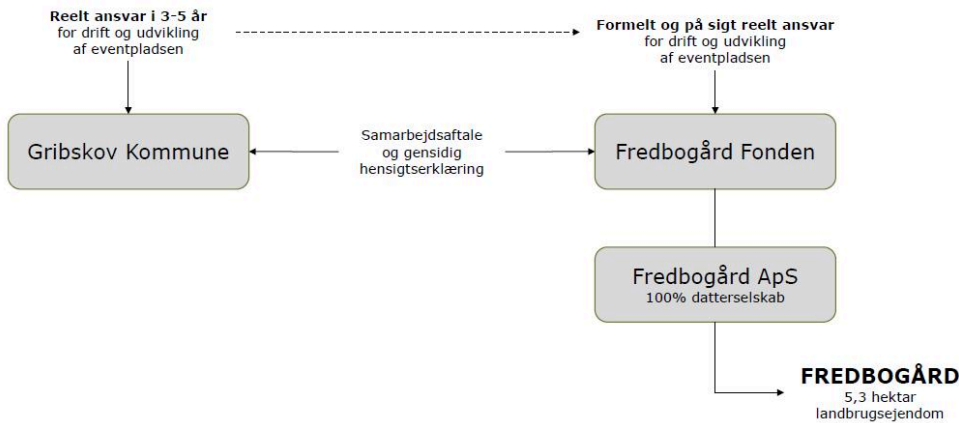 Reelt ansvar i 3-5 år
for drift og udvikling
af eventpladsen
Formelt og på sigt reelt ansvar
for drift og udvikling
af eventpladsen
Gribskov Kommune
Samarbejdsaftale
og gensidig
hensigtserklæring
Fredbogård Fonden
Fredbogård ApS
100% datterselskab
FREDBOGÅRD
5,3 hektar
landbrugsejendom